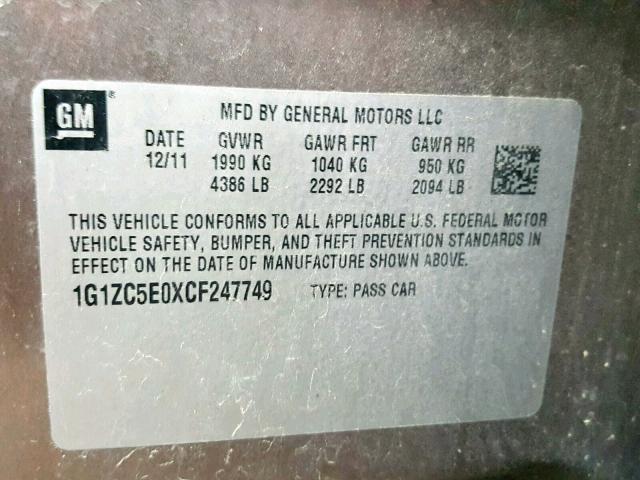 GM ®
MFD BY GENERAL MOTORS LLC
DATE GVWR GAWR FRT GAWR RR
12/11 1990 KG 1040 KG 950 KG
4386 LB 2292 LB 2094 LB
THIS VEHICLE CONFORMS TO ALL APPLICABLE U.S. FEDERAL MOTOR
VEHICLE SAFETY, BUMPER, AND THEFT PREVENTION STANDARDS IN
EFFECT ON THE DATE OF MANUFACTURE SHOWN ABOVE.
1G1ZC5E0XCF247749 TYPE: PASS CAR